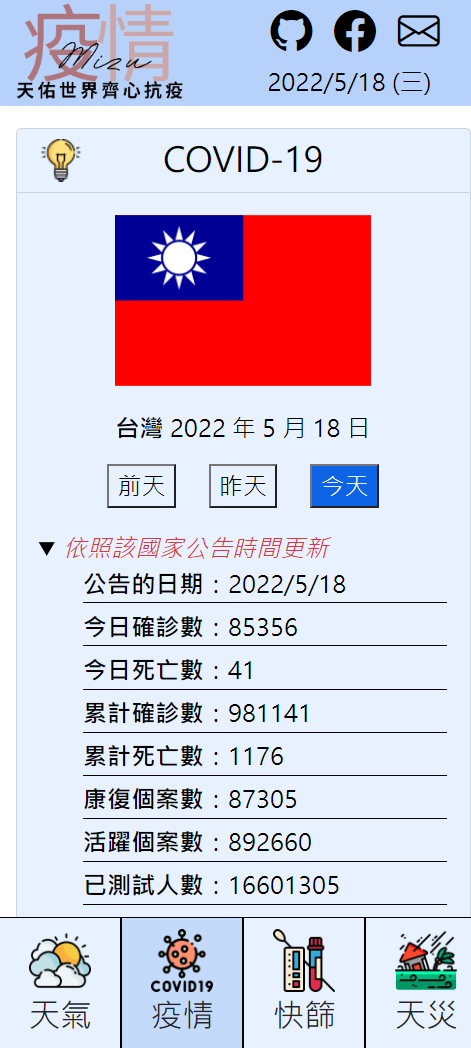 疫情
Mizu
天佑世界齊心抗疫
2022/5/18 (三)
COVID-19
台灣 2022 年 5 月 18 日
前天 昨天 今天
▼ 依照該國家公告時間更新
公告的日期：2022/5/18
今日確診數：85356
今日死亡數：41
累計確診數：981141
累計死亡數：1176
康復個案數：87305
活躍個案數：892660
已測試人數：16601305
COVID19
天氣 疫情 快篩 天災